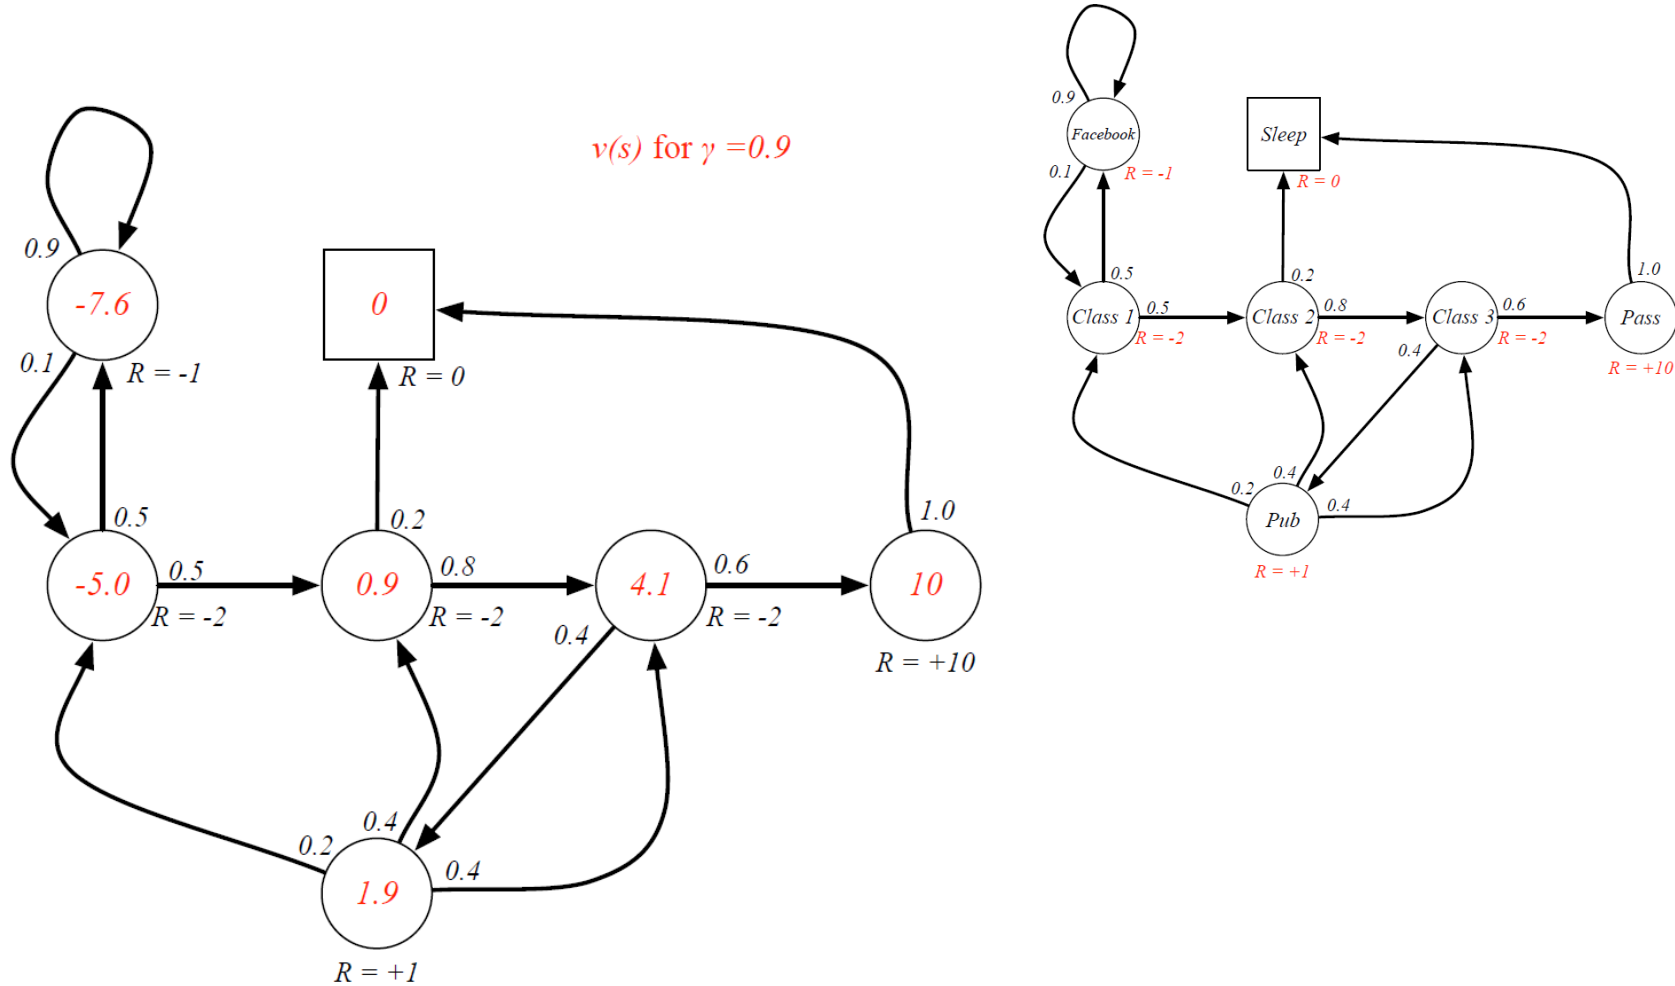 v(s) for γ =0.9
0.9
-7.6
0
0.1
R = -1
R = 0
0.5
0.2
1.0
-5.0
0.5
0.9
0.8
4.1
0.6
10
R = -2
R = -2
R = -2
0.4
R = +10
0.4
0.2
0.4
1.9
R = +1
0.9
Facebook
Sleep
0.1
R = -1
R = 0
0.5
0.2
1.0
Class 1
0.5
Class 2
0.8
Class 3
0.6
Pass
R = -2
R = -2
R = -2
0.4
R = +10
0.4
0.2
0.4
Pub
R = +1